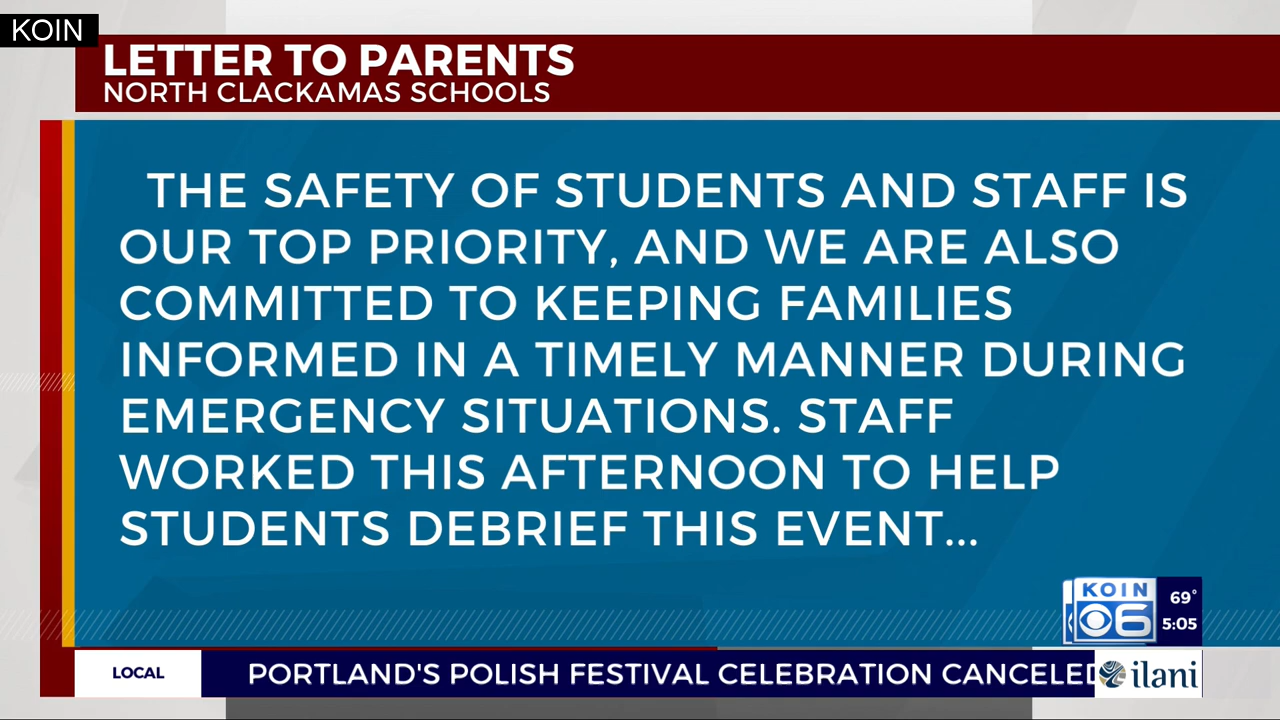 KOIN
LETTER TO PARENTS
NORTH CLACKAMAS SCHOOLS
THE SAFETY OF STUDENTS AND STAFF IS
OUR TOP PRIORITY, AND WE ARE ALSO
COMMITTED TO KEEPING FAMILIES
INFORMED IN A TIMELY MANNER DURING
EMERGENCY SITUATIONS. STAFF
WORKED THIS AFTERNOON TO HELP
STUDENTS DEBRIEF THIS EVENT...
KOIN
6
69°
5:05
LOCAL
PORTLAND'S POLISH FESTIVAL CELEBRATION CANCELED
ilani